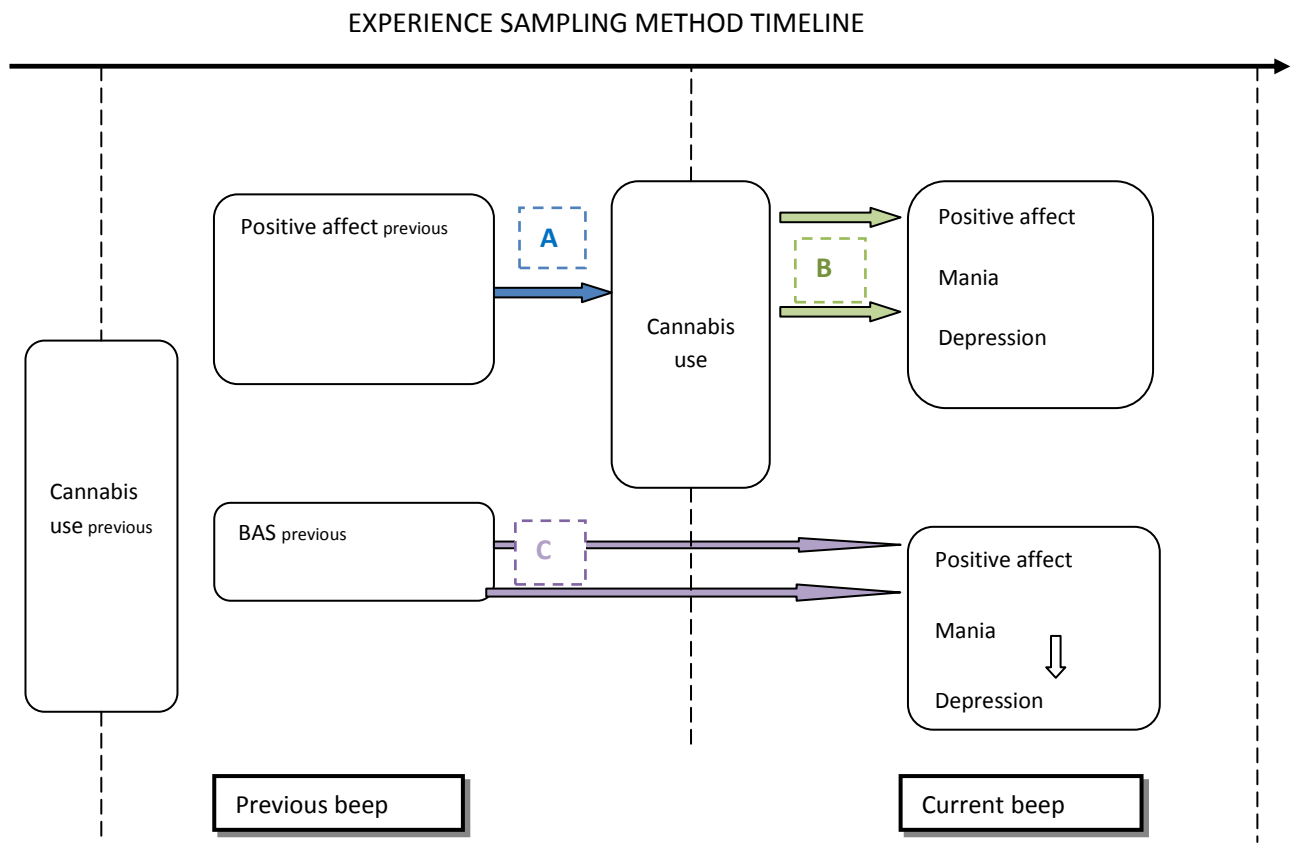 EXPERIENCE SAMPLING METHOD TIMELINE
Positive affect previous
A
Cannabis
use
B
Positive affect
Mania
Depression
Cannabis
use previous
BAS previous
C
Positive affect
Mania
Depression
Previous beep
Current beep